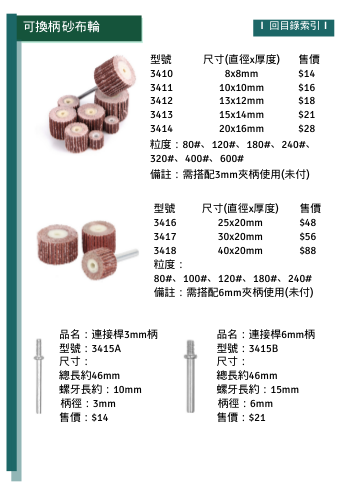 可換柄砂布輪
I 回目錄索引 I
型號 尺寸(直徑x厚度) 售價
3410 8x8mm $14
3411 10x10mm $16
3412 13x12mm $18
3413 15x14mm $21
3414 20x16mm $28
粒度：80#、120#、180#、240#、
320#、400#、600#
備註：需搭配3mm夾柄使用(未付)
型號 尺寸(直徑x厚度) 售價
3416 25x20mm $48
3417 30x20mm $56
3418 40x20mm $88
粒度：
80#、100#、120#、180#、240#
備註：需搭配6mm夾柄使用(未付)
品名：連接桿3mm柄
型號：3415A
尺寸：
總長約46mm
螺牙長約：10mm
柄徑：3mm
售價：$14
品名：連接桿6mm柄
型號：3415B
尺寸：
總長約46mm
螺牙長約：15mm
柄徑：6mm
售價：$21